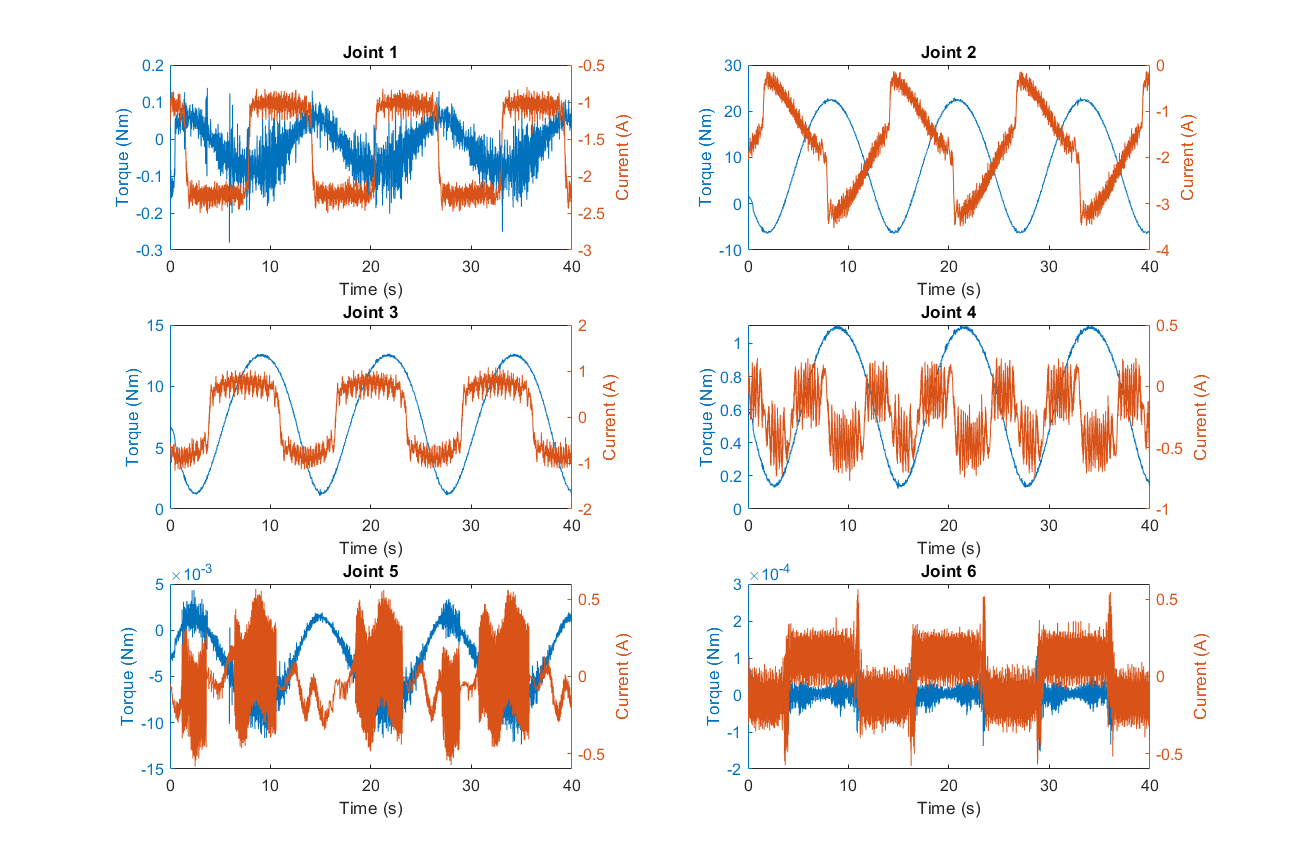 Joint 1
0.2
0.1
0
-0.1
-0.2
-0.3
Torque (Nm)
-0.5
-1
-1.5
-2
-2.5
-3
Current (A)
0 10 20 30 40
Time (s)
Joint 2
30
20
10
0
-10
Torque (Nm)
0
-1
-2
-3
-4
Current (A)
0 10 20 30 40
Time (s)
Joint 3
15
10
5
0
Torque (Nm)
2
1
0
-1
-2
Current (A)
0 10 20 30 40
Time (s)
Joint 4
1
0.8
0.6
0.4
0.2
0
Torque (Nm)
0.5
0
-0.5
-1
Current (A)
0 10 20 30 40
Time (s)
Joint 5
×10-3
5
0
-5
-10
-15
Torque (Nm)
0.5
0
-0.5
Current (A)
0 10 20 30 40
Time (s)
Joint 6
×10-4
3
2
1
0
-1
-2
Torque (Nm)
0.5
0
-0.5
Current (A)
0 10 20 30 40
Time (s)